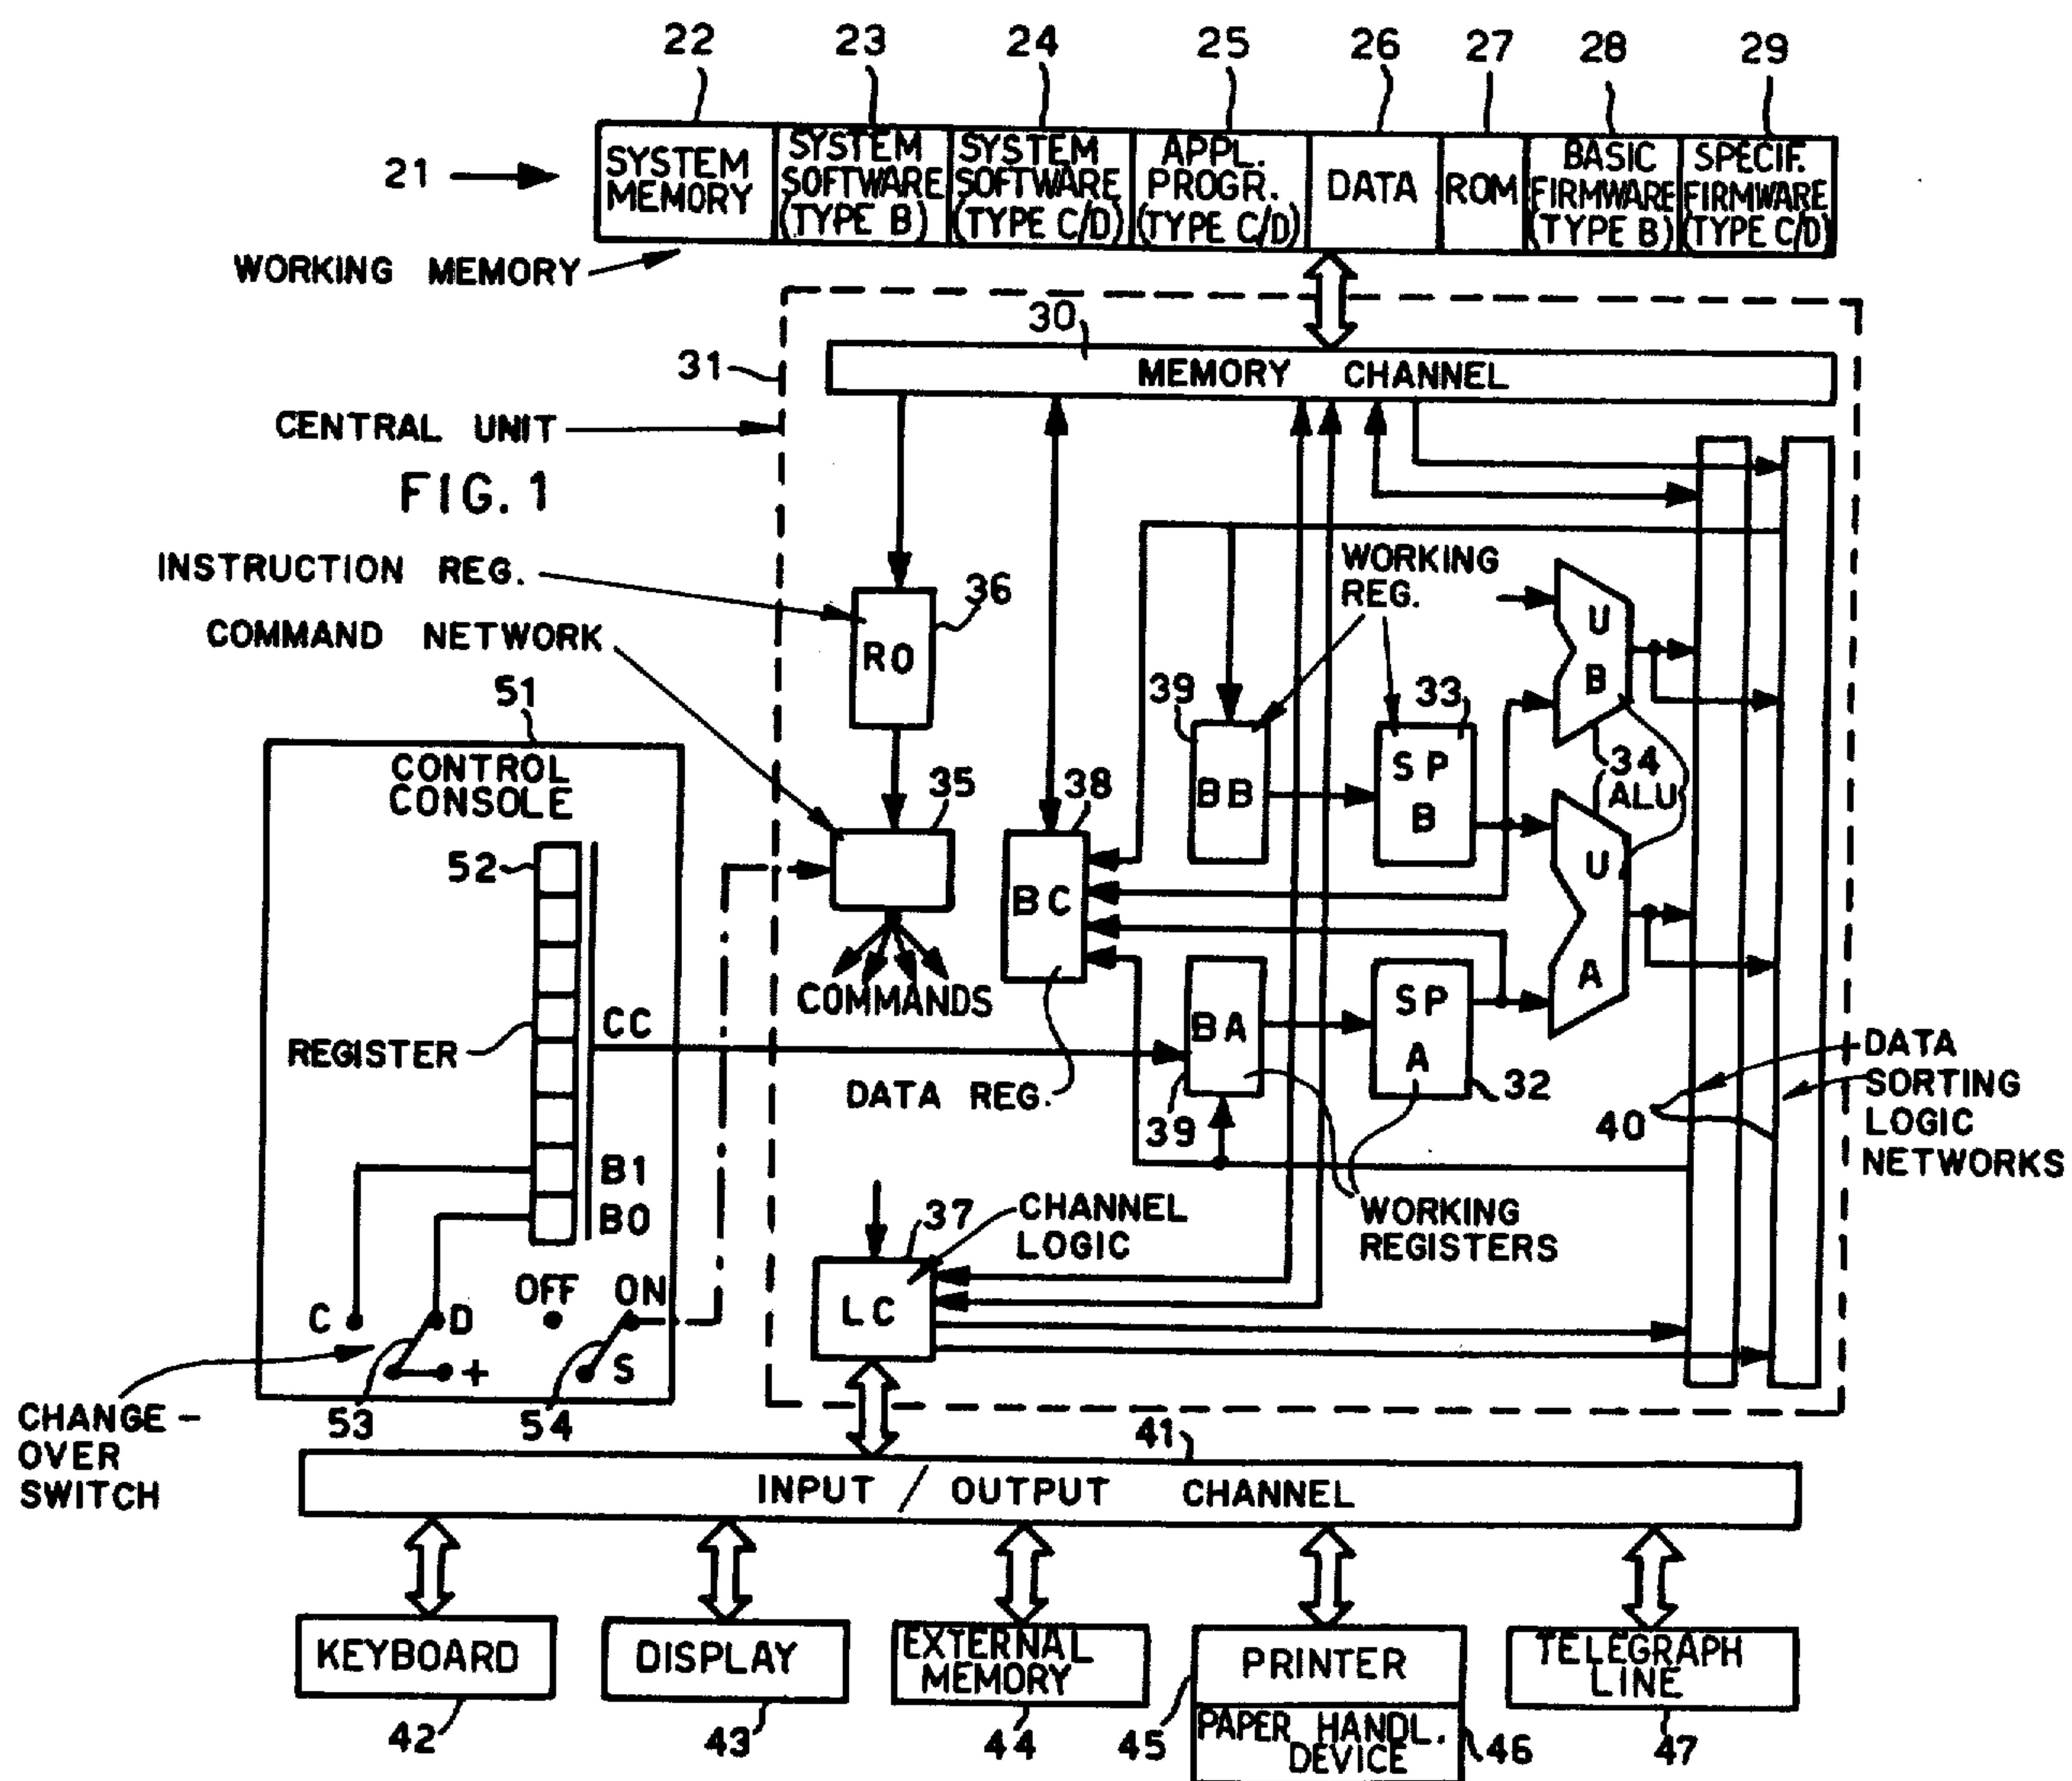 22 23 24 25 26 27 28 29
21
SYSTEM
MEMORY
SYSTEM
SOFTWARE
(TYPE B)
SYSTEM
SOFTWARE
(TYPE C/D)
APPL.
PROGR.
(TYPE C/D)
DATA
ROM
BASIC
FIRMWARE
(TYPE B)
SPECIF.
FIRMWARE
(TYPE C/D)
WORKING MEMORY
30
31
MEMORY CHANNEL
CENTRAL UNIT
FIG. 1
INSTRUCTION REG.
36
RO
COMMAND NETWORK
WORKING
REG.
U
B
39
33
BB
SP
B
34
ALU
51
CONTROL
CONSOLE
35
38
52
BC
U
A
COMMANDS
CC
REGISTER
BA
SP
A
DATA REG.
39
32
40
DATA
SORTING
LOGIC
NETWORKS
B1
B0
37
CHANNEL
LOGIC
WORKING
REGISTERS
OFF ON
C D
LC
+ S
CHANGE-
OVER
SWITCH
53
54
41
INPUT / OUTPUT CHANNEL
KEYBOARD
DISPLAY
EXTERNAL
MEMORY
PRINTER
TELEGRAPH
LINE
PAPER HANDL.
DEVICE
42
43
44
45
46
47